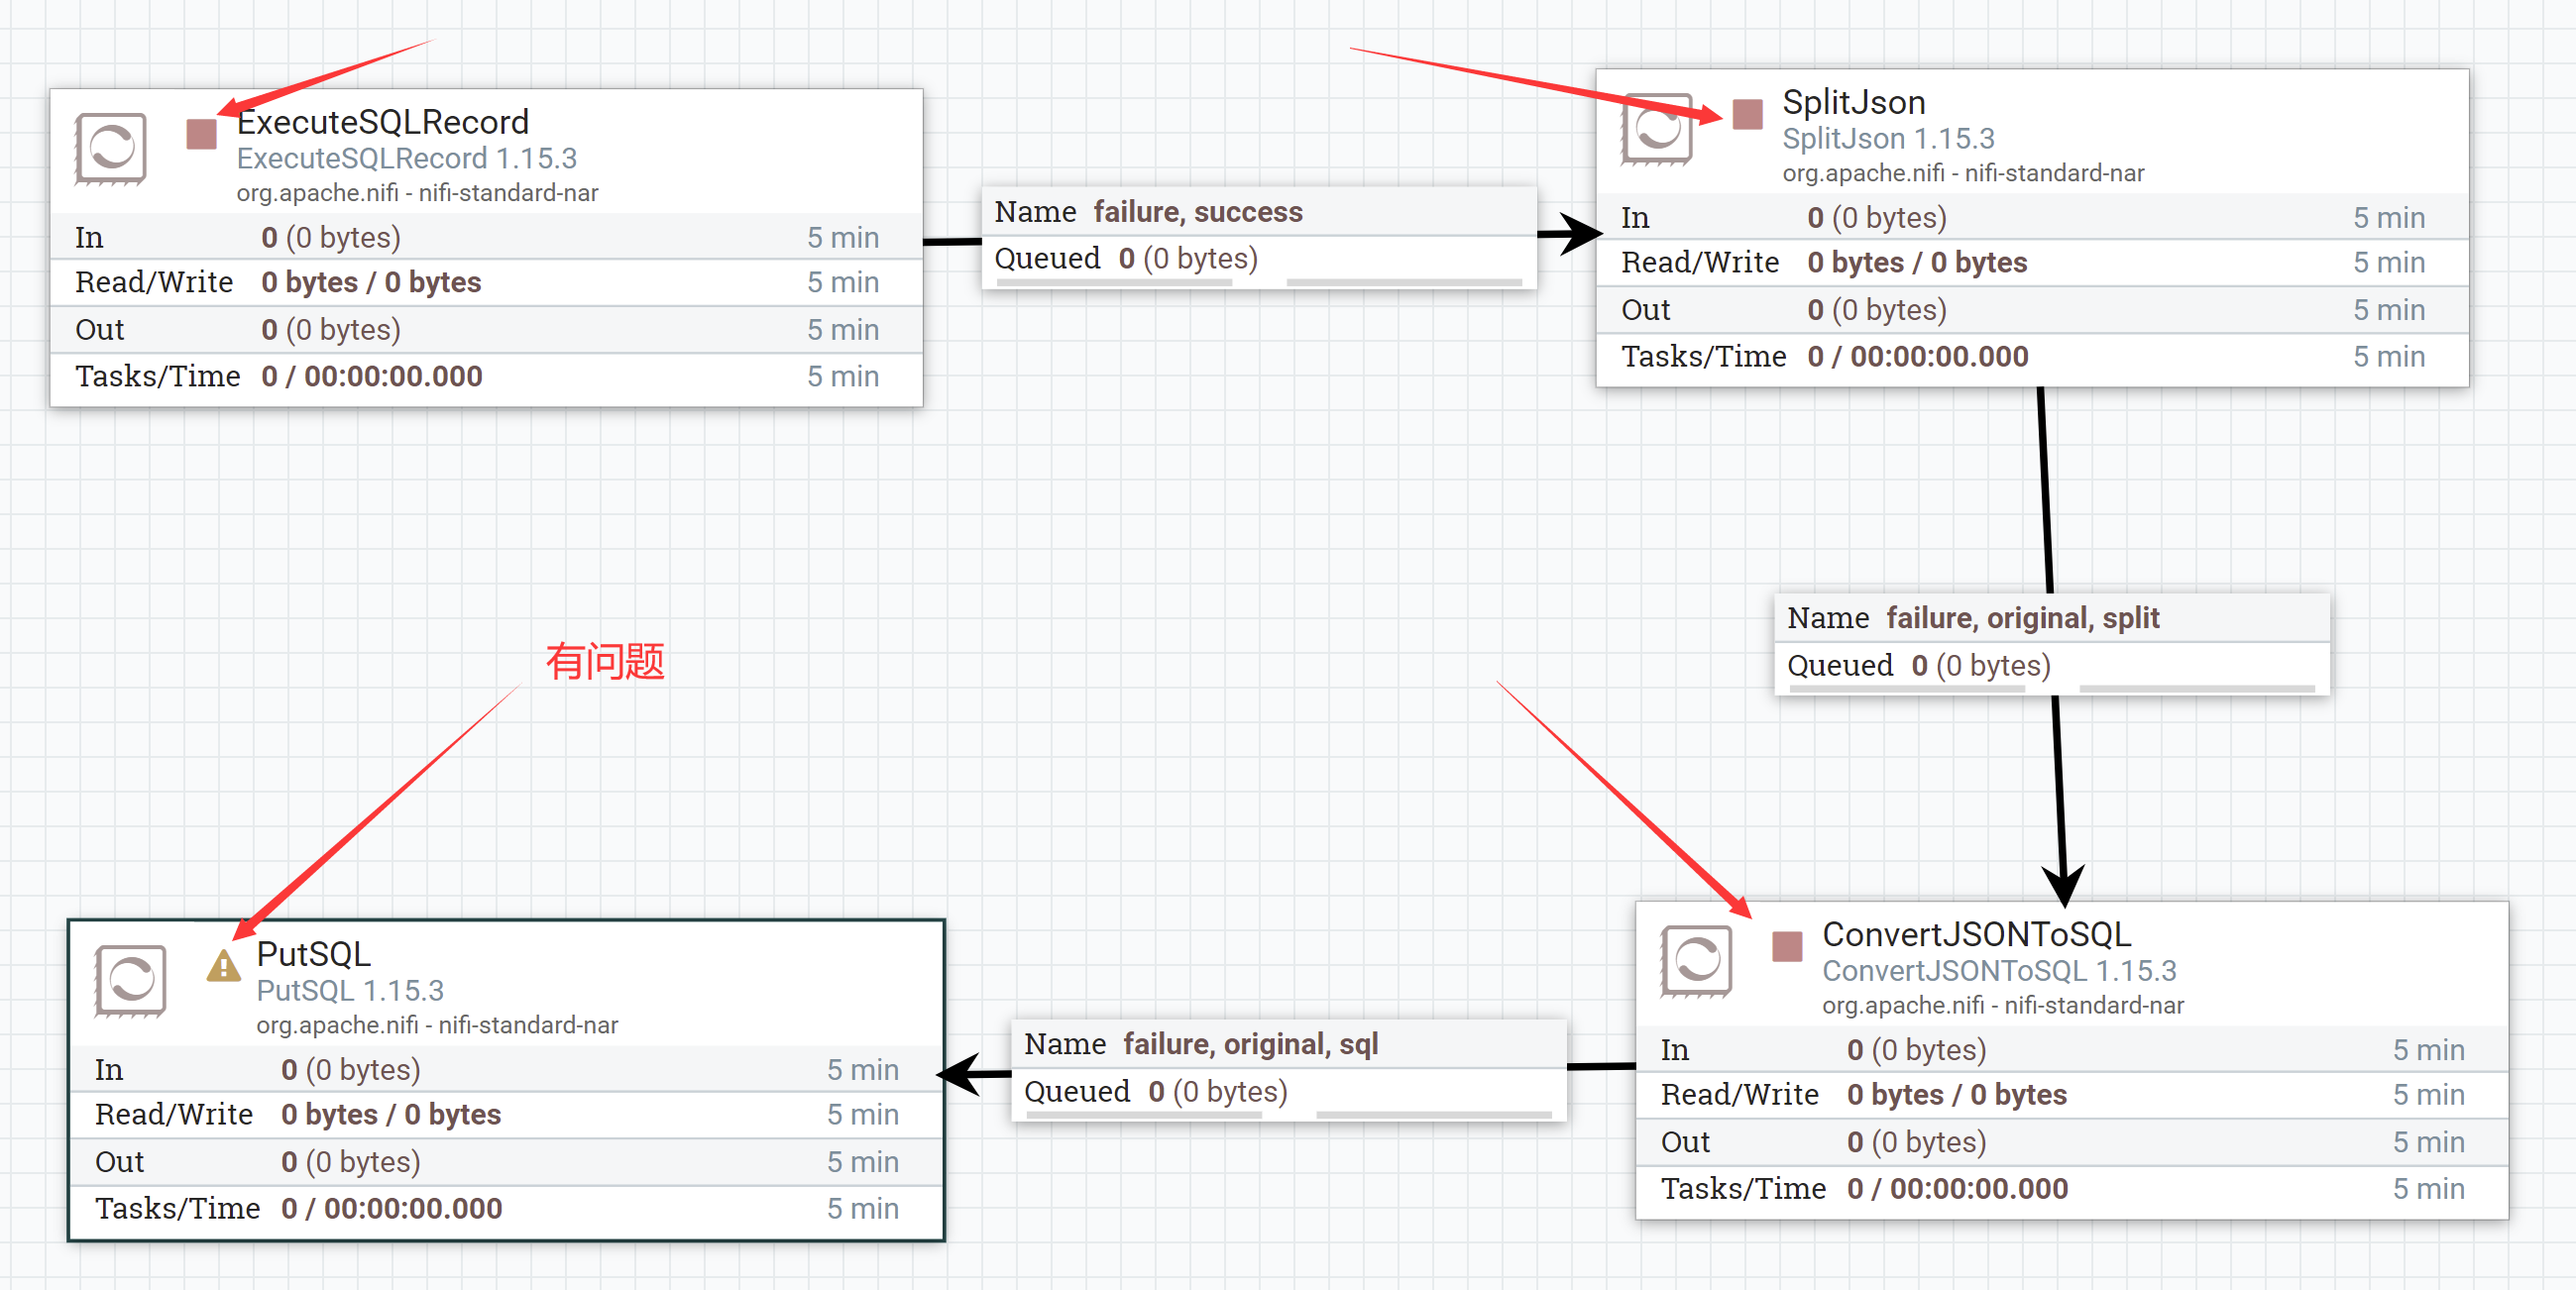 ExecuteSQLRecord
ExecuteSQLRecord 1.15.3
org.apache.nifi - nifi-standard-nar
In 0 (0 bytes) 5 min
Read/Write 0 bytes / 0 bytes 5 min
Out 0 (0 bytes) 5 min
Tasks/Time 0 / 00:00:00.000 5 min
Name failure, success
Queued 0 (0 bytes)
SplitJson
SplitJson 1.15.3
org.apache.nifi - nifi-standard-nar
In 0 (0 bytes) 5 min
Read/Write 0 bytes / 0 bytes 5 min
Out 0 (0 bytes) 5 min
Tasks/Time 0 / 00:00:00.000 5 min
Name failure, original, split
Queued 0 (0 bytes)
有问题
PutSQL
PutSQL 1.15.3
org.apache.nifi - nifi-standard-nar
In 0 (0 bytes) 5 min
Read/Write 0 bytes / 0 bytes 5 min
Out 0 (0 bytes) 5 min
Tasks/Time 0 / 00:00:00.000 5 min
Name failure, original, sql
Queued 0 (0 bytes)
ConvertJSONToSQL
ConvertJSONToSQL 1.15.3
org.apache.nifi - nifi-standard-nar
In 0 (0 bytes) 5 min
Read/Write 0 bytes / 0 bytes 5 min
Out 0 (0 bytes) 5 min
Tasks/Time 0 / 00:00:00.000 5 min